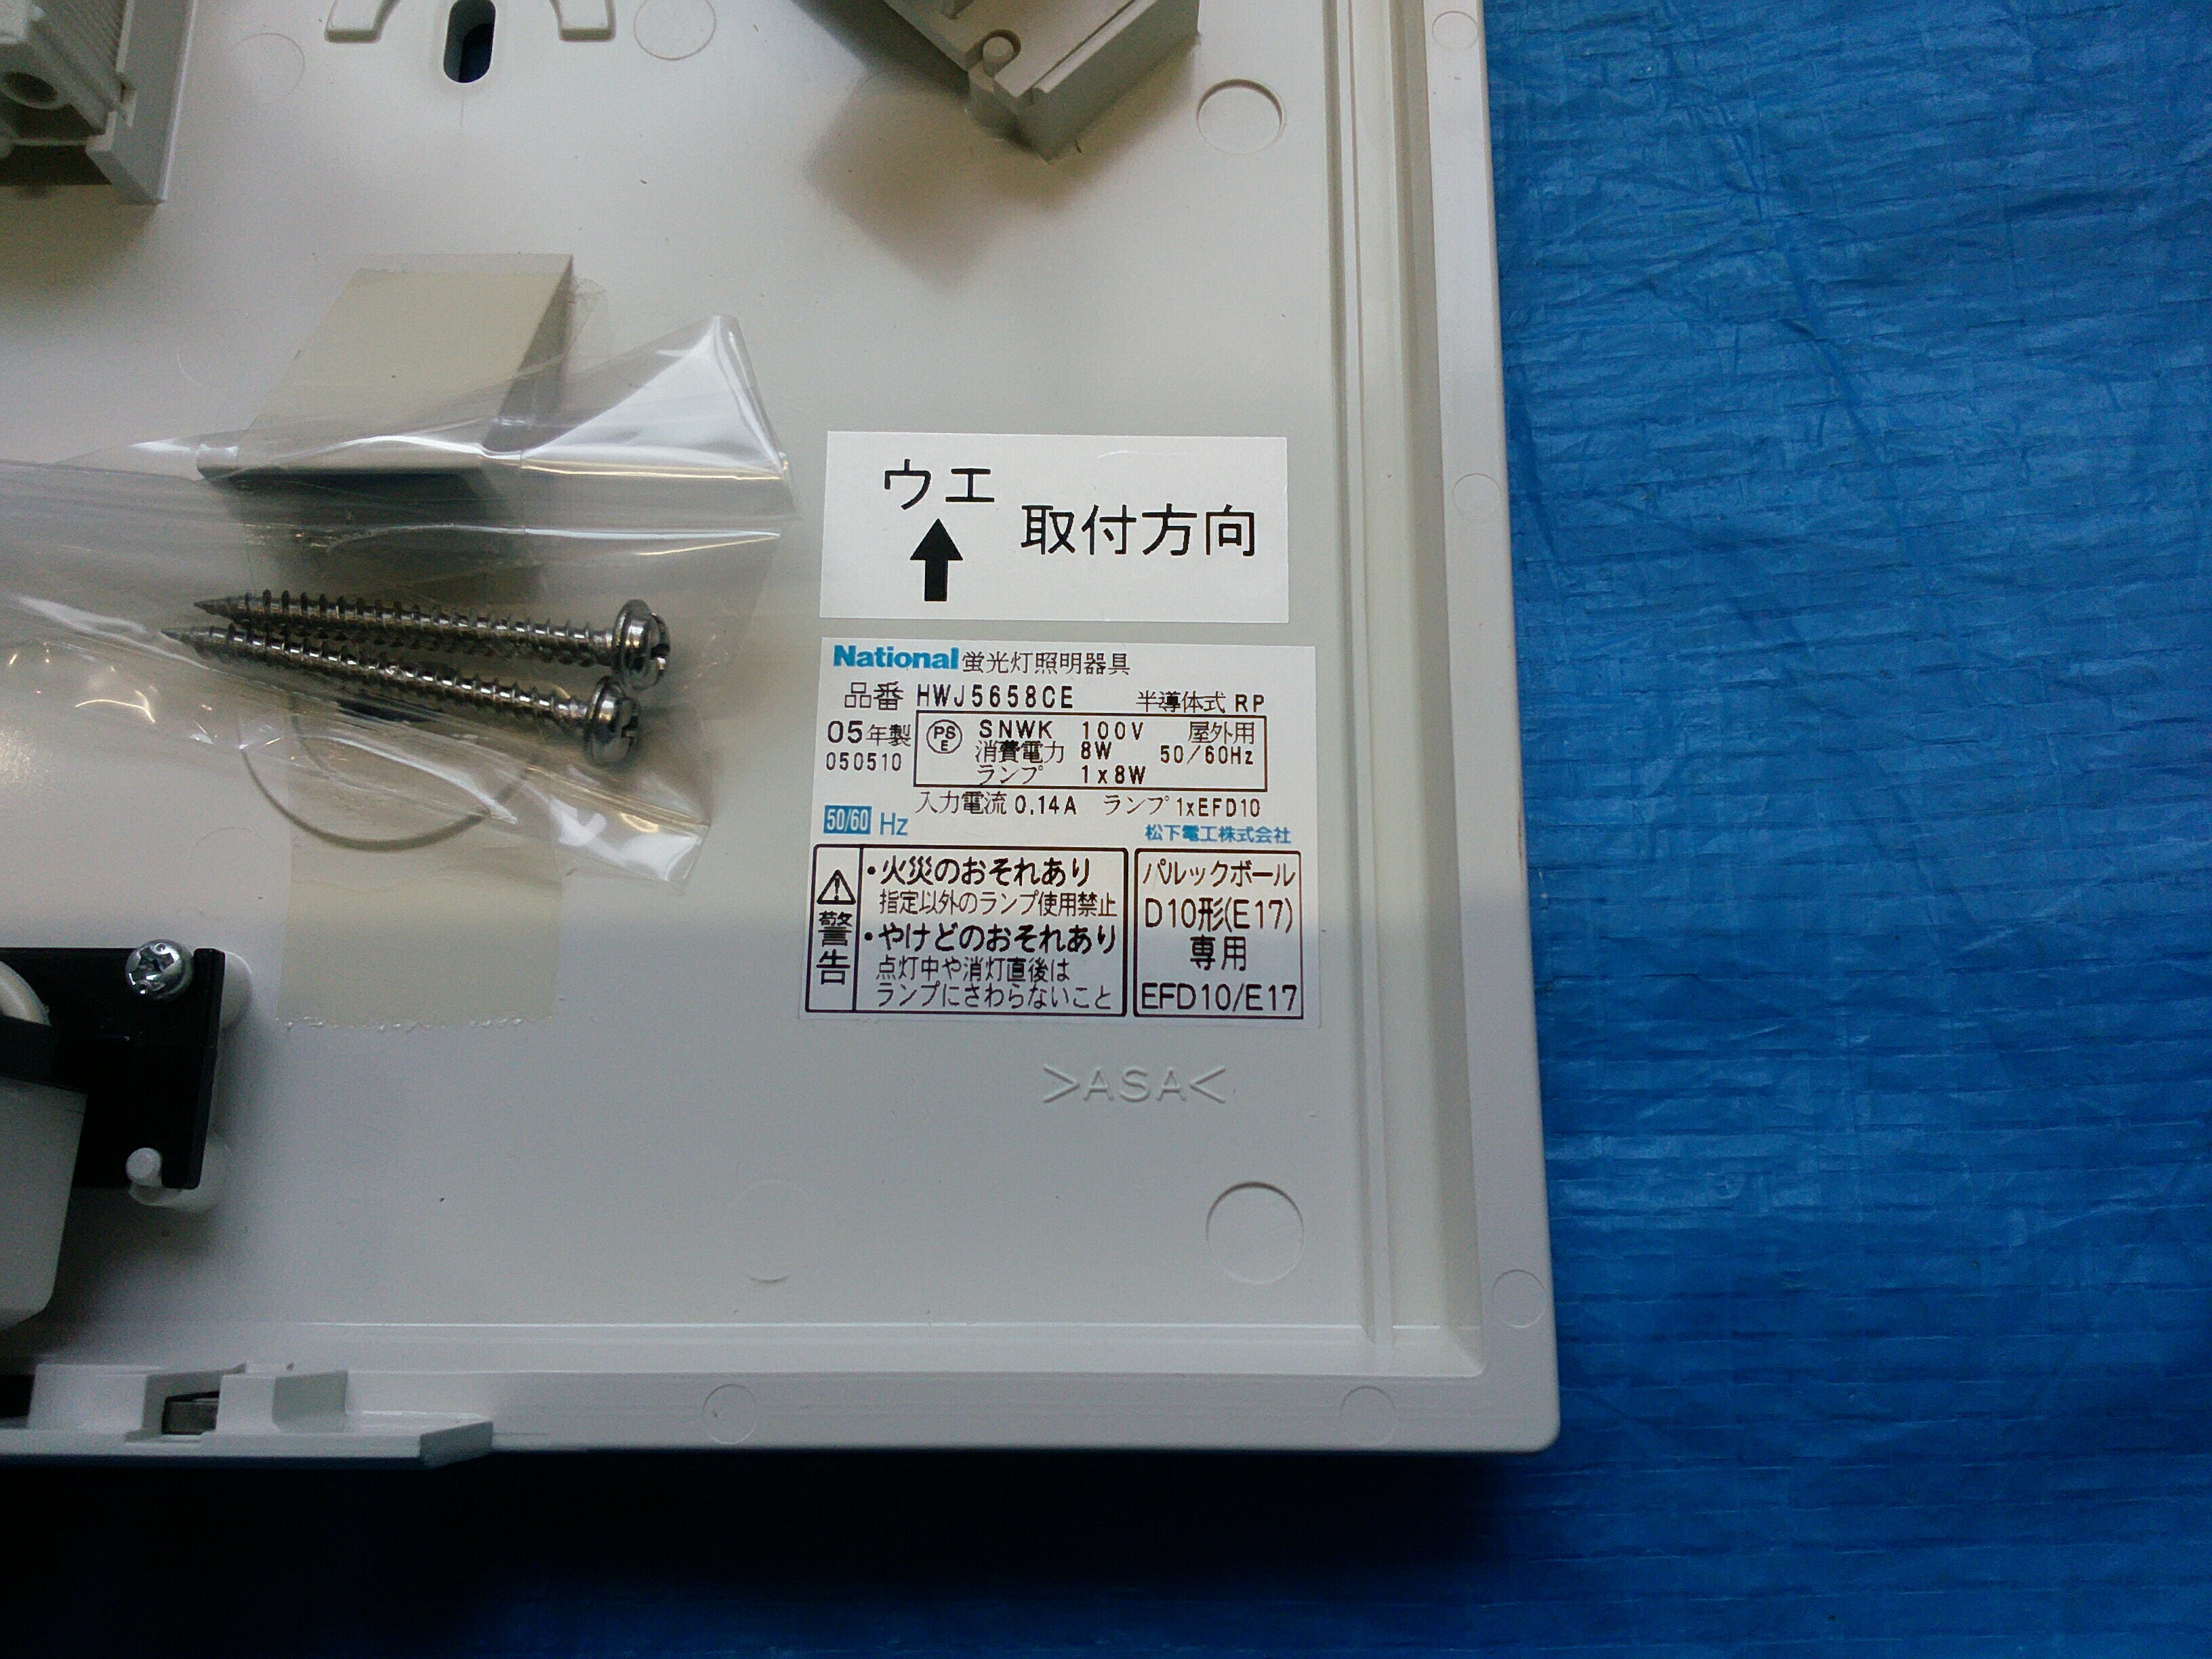 ウエ
取付方向
National 蛍光灯照明器具
品番 HWJ5658CE 半導体式 RP
05年製
050510
PSE SNWK 100V 屋外用
消費電力 8W 50/60Hz
ランプ 1x8W
入力電流 0.14A ランプ 1xEFD10
50/60 Hz
松下電工株式会社
警告
・火災のおそれあり
指定以外のランプ使用禁止
・やけどのおそれあり
点灯中や消灯直後は
ランプにさわらないこと
パルックボール
D10形(E17)
専用
EFD10/E17
>ASA<